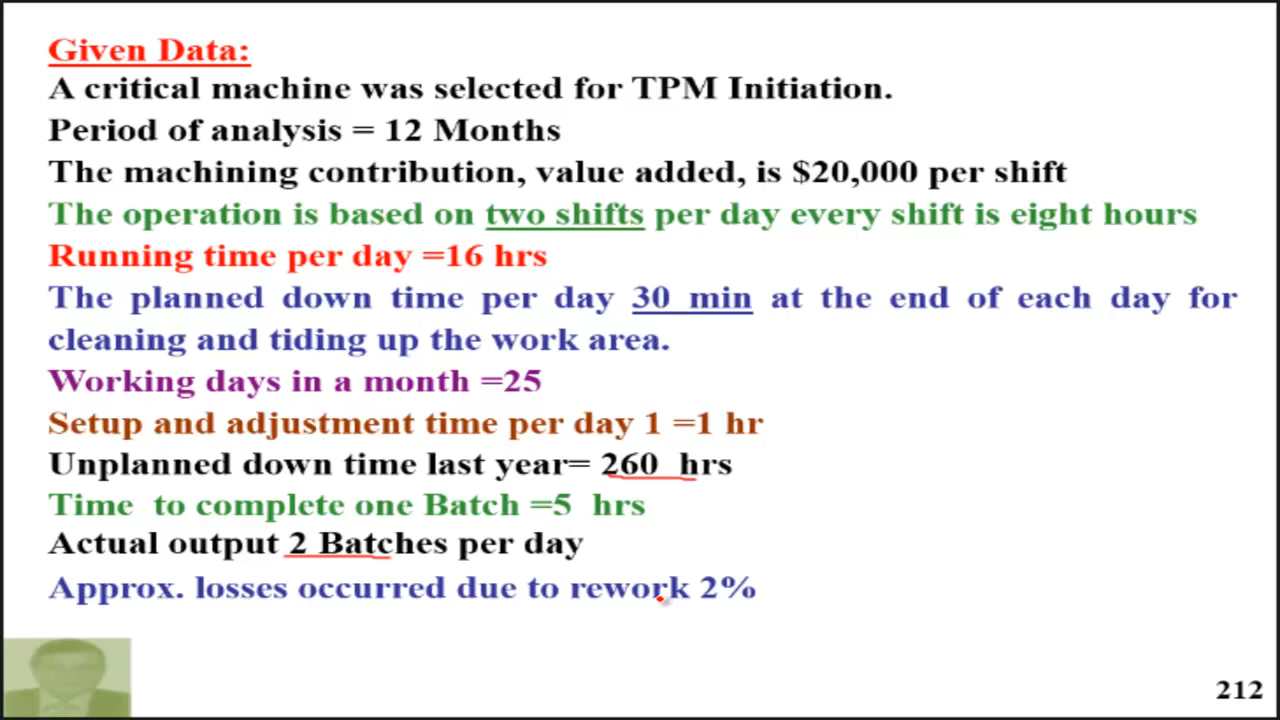 Given Data:
A critical machine was selected for TPM Initiation.
Period of analysis = 12 Months
The machining contribution, value added, is $20,000 per shift
The operation is based on two shifts per day every shift is eight hours
Running time per day =16 hrs
The planned down time per day 30 min at the end of each day for
cleaning and tiding up the work area.
Working days in a month =25
Setup and adjustment time per day 1 =1 hr
Unplanned down time last year= 260 hrs
Time to complete one Batch =5 hrs
Actual output 2 Batches per day
Approx. losses occurred due to rework 2%
212